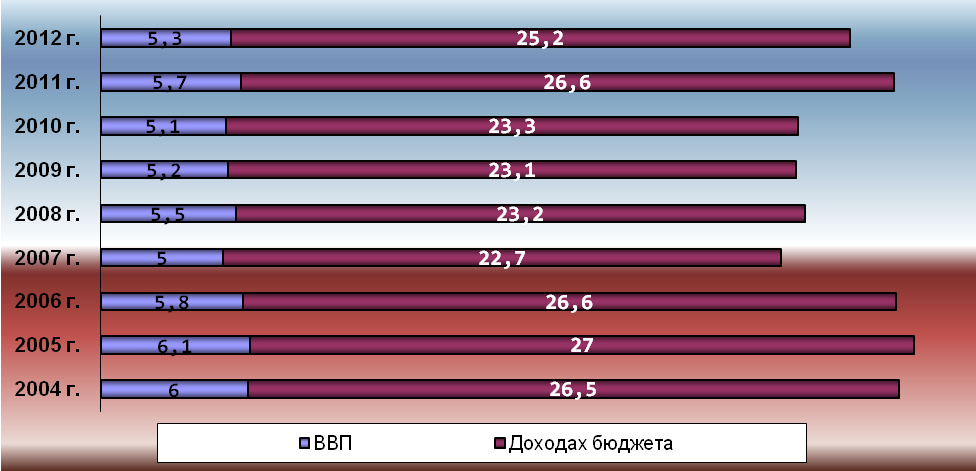 2012 г. 5,3 25,2
2011 г. 5,7 26,6
2010 г. 5,1 23,3
2009 г. 5,2 23,1
2008 г. 5,5 23,2
2007 г. 5 22,7
2006 г. 5,8 26,6
2005 г. 6,1 27
2004 г. 6 26,5
ВВП Доходах бюджета